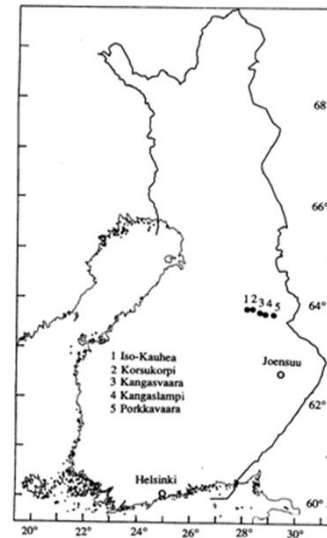 68°
66°
64°
1 2 3 4 5
1 Iso-Kauhea
2 Korsukorpi
3 Kangasvaara
4 Kangaslampi
5 Porkkavaara
Joensuu
62°
Helsinki
60°
20° 22° 24° 26° 28° 30° 31°